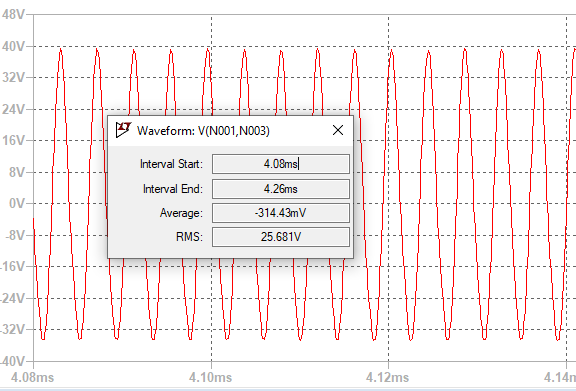 48V
40V
32V
24V
16V
8V
0V
-8V
-16V
-24V
-32V
-40V
4.08ms
4.10ms
4.12ms
4.14
Waveform: V(N001,N003)
Interval Start: 4.08ms
Interval End: 4.26ms
Average: -314.43mV
RMS: 25.681V